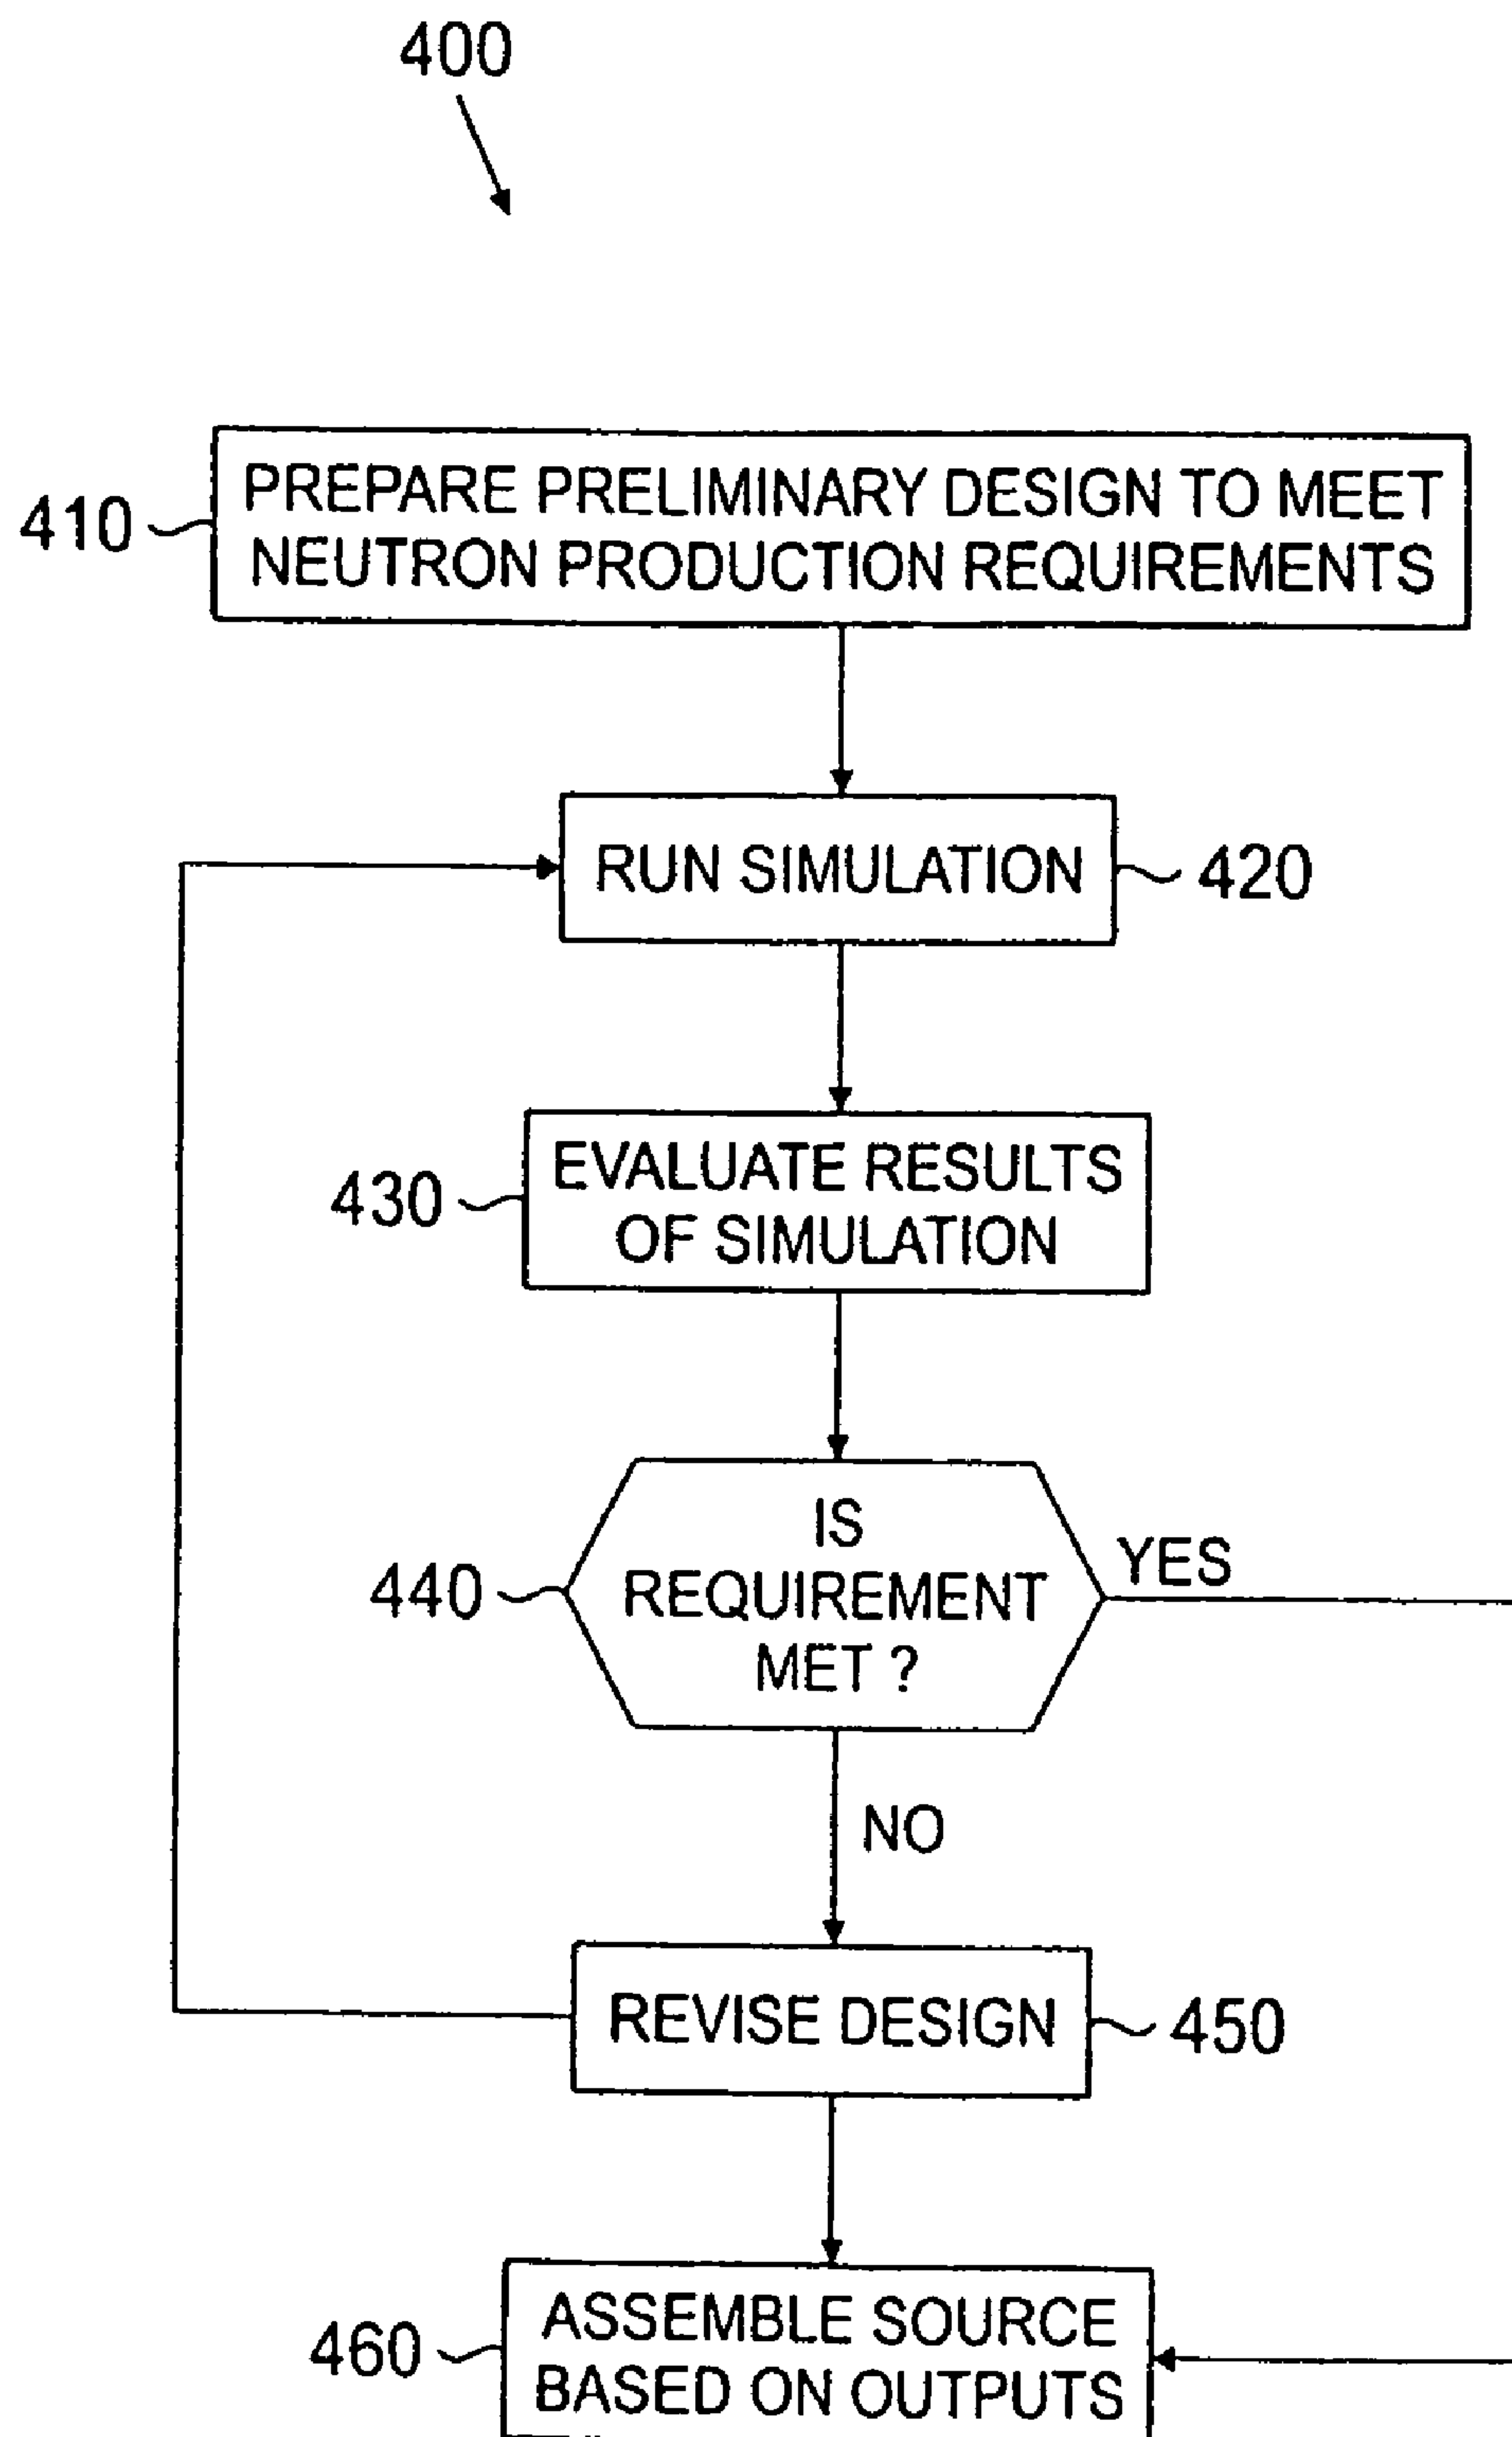 400
410
PREPARE PRELIMINARY DESIGN TO MEET
NEUTRON PRODUCTION REQUIREMENTS
RUN SIMULATION
420
430
EVALUATE RESULTS
OF SIMULATION
440
IS
REQUIREMENT
MET ?
YES
NO
REVISE DESIGN
450
460
ASSEMBLE SOURCE
BASED ON OUTPUTS